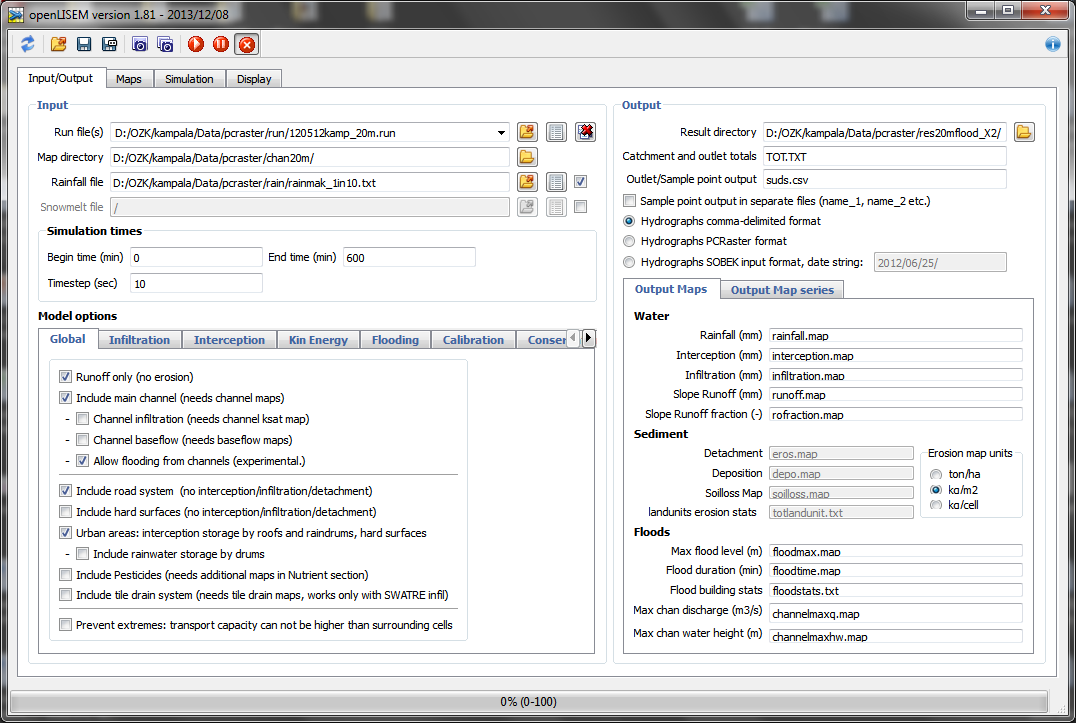 openLISEM version 1.81 - 2013/12/08
Input/Output Maps Simulation Display
Input
Run file(s) D:/OZK/kampala/Data/pcraster/run/120512kamp_20m.run
Map directory D:/OZK/kampala/Data/pcraster/chan20m/
Rainfall file D:/OZK/kampala/Data/pcraster/rain/rainmak_1in10.txt
Snowmelt file /
Simulation times
Begin time (min) 0 End time (min) 600
Timestep (sec) 10
Model options
Global Infiltration Interception Kin Energy Flooding Calibration Conser
Runoff only (no erosion)
Include main channel (needs channel maps)
- Channel infiltration (needs channel ksat map)
- Channel baseflow (needs baseflow maps)
- Allow flooding from channels (experimental.)
Include road system (no interception/infiltration/detachment)
Include hard surfaces (no interception/infiltration/detachment)
Urban areas: interception storage by roofs and raindrums, hard surfaces
- Include rainwater storage by drums
Include Pesticides (needs additional maps in Nutrient section)
Include tile drain system (needs tile drain maps, works only with SWATRE infil)
Prevent extremes: transport capacity can not be higher than surrounding cells
Output
Result directory D:/OZK/kampala/Data/pcraster/res20mflood_X2/
Catchment and outlet totals TOT.TXT
Outlet/Sample point output suds.csv
Sample point output in separate files (name_1, name_2 etc.)
Hydrographs comma-delimited format
Hydrographs PCRaster format
Hydrographs SOBEK input format, date string: 2012/06/25/
Output Maps Output Map series
Water
Rainfall (mm) rainfall.map
Interception (mm) interception.map
Infiltration (mm) infiltration.map
Slope Runoff (mm) runoff.map
Slope Runoff fraction (-) rofraction.map
Sediment
Detachment eros.map
Deposition depo.map
Soilloss Map soilloss.map
landunits erosion stats totlandunit.txt
Erosion map units
ton/ha
kg/m2
kg/cell
Floods
Max flood level (m) floodmax.map
Flood duration (min) floodtime.map
Flood building stats floodstats.txt
Max chan discharge (m3/s) channelmaxq.map
Max chan water height (m) channelmaxhw.map
0% (0-100)